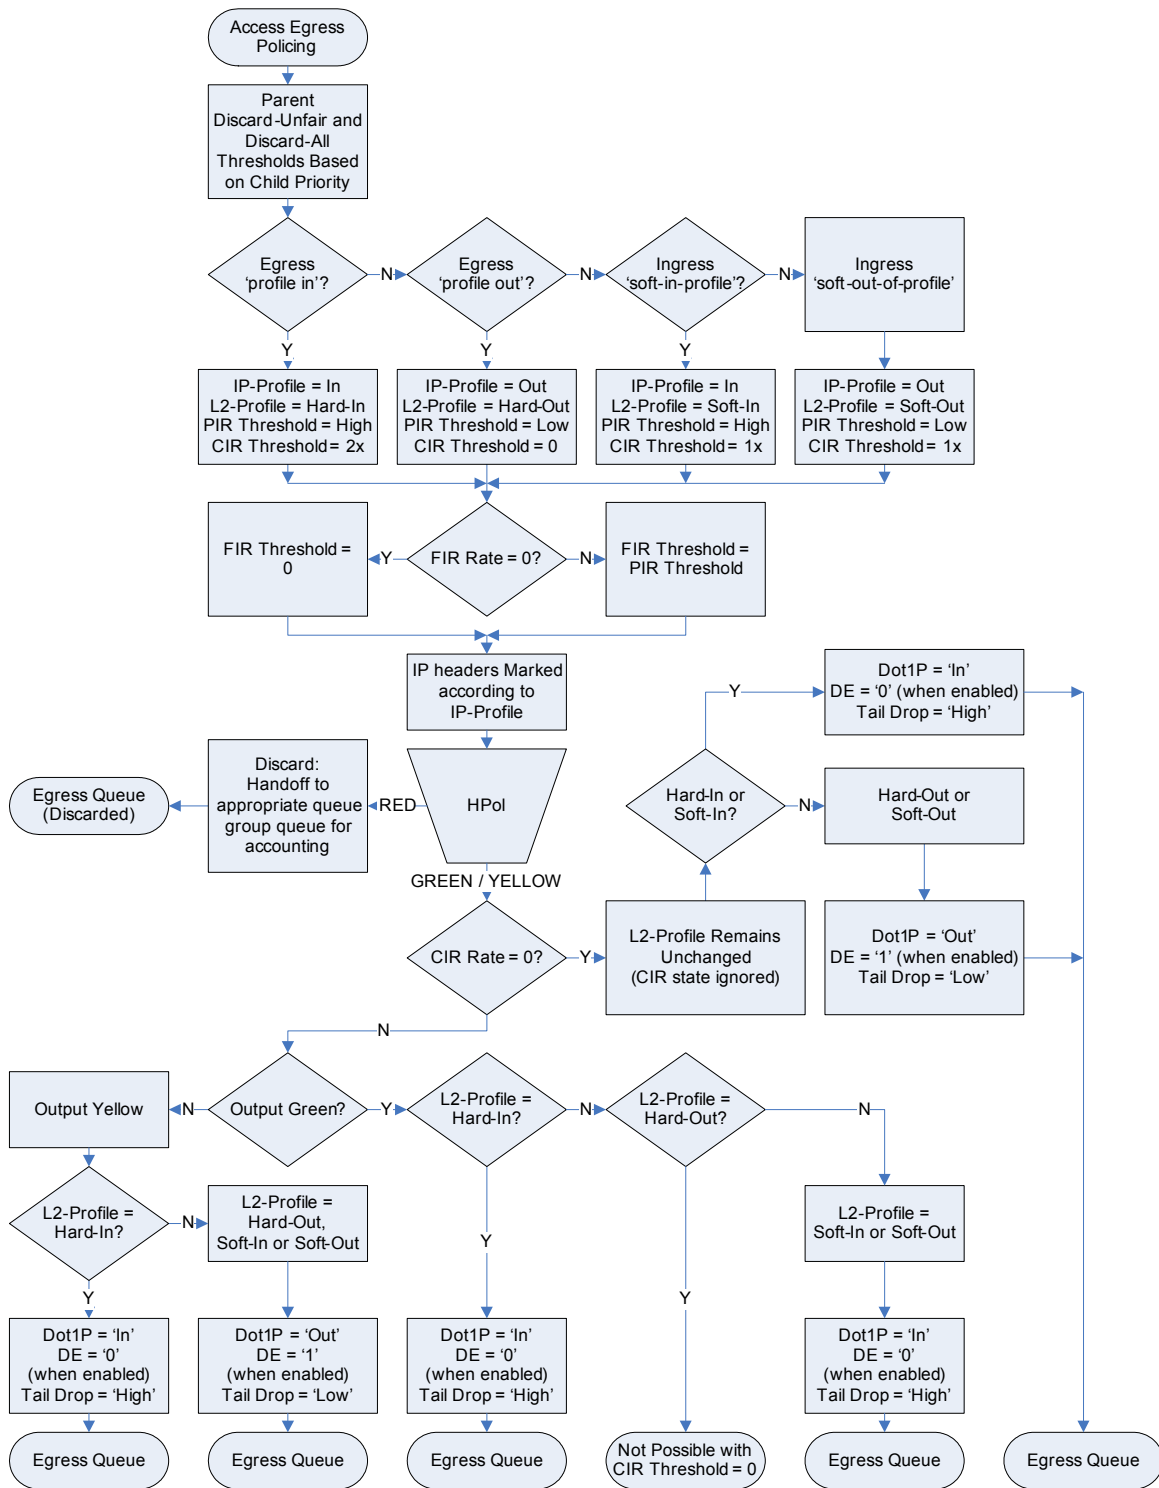 Access Egress
Policing
Parent
Discard-Unfair and
Discard-All
Thresholds Based
on Child Priority
Egress
‘profile in’?
N
Egress
‘profile out’?
N
Ingress
‘soft-in-profile’?
N
Ingress
‘soft-out-of-profile’
Y
Y
Y
IP-Profile = In
L2-Profile = Hard-In
PIR Threshold = High
CIR Threshold = 2x
IP-Profile = Out
L2-Profile = Hard-Out
PIR Threshold = Low
CIR Threshold = 0
IP-Profile = In
L2-Profile = Soft-In
PIR Threshold = High
CIR Threshold = 1x
IP-Profile = Out
L2-Profile = Soft-Out
PIR Threshold = Low
CIR Threshold = 1x
FIR Threshold =
0
Y
FIR Rate = 0?
N
FIR Threshold =
PIR Threshold
IP headers Marked
according to
IP-Profile
Y
Dot1P = ‘In’
DE = ‘0’ (when enabled)
Tail Drop = ‘High’
Egress Queue
(Discarded)
Discard:
Handoff to
appropriate queue
group queue for
accounting
RED
HPol
Hard-In or
Soft-In?
N
Hard-Out or
Soft-Out
GREEN / YELLOW
CIR Rate = 0?
Y
L2-Profile Remains
Unchanged
(CIR state ignored)
Dot1P = ‘Out’
DE = ‘1’ (when enabled)
Tail Drop = ‘Low’
N
Output Yellow
N
Output Green?
Y
L2-Profile =
Hard-In?
N
L2-Profile =
Hard-Out?
N
L2-Profile =
Hard-In?
N
L2-Profile =
Hard-Out,
Soft-In or Soft-Out
Y
Y
L2-Profile =
Soft-In or Soft-Out
Y
Dot1P = ‘In’
DE = ‘0’
(when enabled)
Tail Drop = ‘High’
Dot1P = ‘Out’
DE = ‘1’
(when enabled)
Tail Drop = ‘Low’
Dot1P = ‘In’
DE = ‘0’
(when enabled)
Tail Drop = ‘High’
Dot1P = ‘In’
DE = ‘0’
(when enabled)
Tail Drop = ‘High’
Egress Queue
Egress Queue
Egress Queue
Not Possible with
CIR Threshold = 0
Egress Queue
Egress Queue